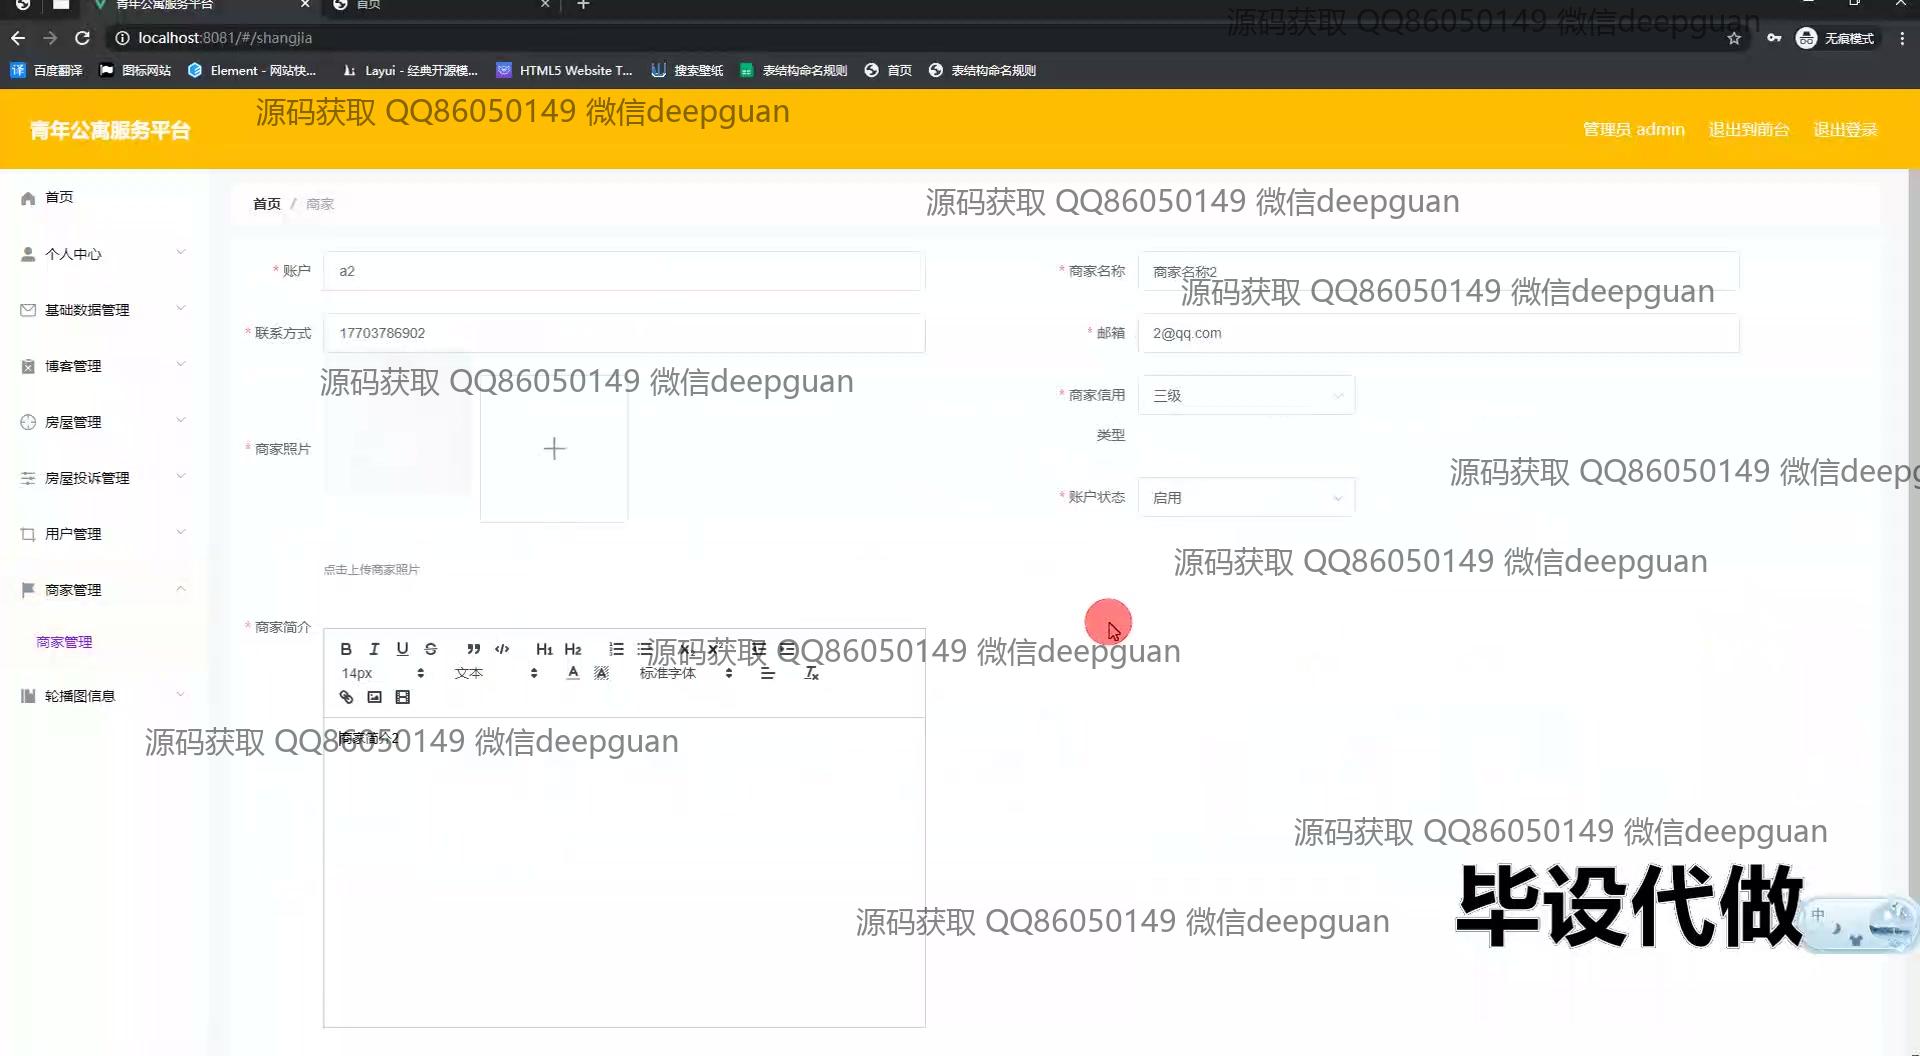 青年公寓服务平台
首页
localhost:8081/#/shangjia
无痕模式
百度翻译
图标网站
Element - 网站快...
Layui - 经典开源模...
HTML5 Website T...
搜索壁纸
表结构命名规则
首页
表结构命名规则
源码获取 QQ86050149 微信deepguan
青年公寓服务平台
源码获取 QQ86050149 微信deepguan
管理员 admin
退出到前台
退出登录
首页
个人中心
基础数据管理
博客管理
房屋管理
房屋投诉管理
用户管理
商家管理
商家管理
轮播图信息
首页 / 商家
源码获取 QQ86050149 微信deepguan
* 账户
a2
* 商家名称
商家名称2
源码获取 QQ86050149 微信deepguan
* 联系方式
17703786902
* 邮箱
2@qq.com
源码获取 QQ86050149 微信deepguan
* 商家信用类型
三级
* 商家照片
源码获取 QQ86050149 微信deepg
* 账户状态
启用
点击上传商家照片
源码获取 QQ86050149 微信deepguan
* 商家简介
B I U S H1 H2
源码获取 QQ86050149 微信deepguan
14px
文本
标准字体
商家简介2
源码获取 QQ86050149 微信deepguan
源码获取 QQ86050149 微信deepguan
毕设代做
中
源码获取 QQ86050149 微信deepguan